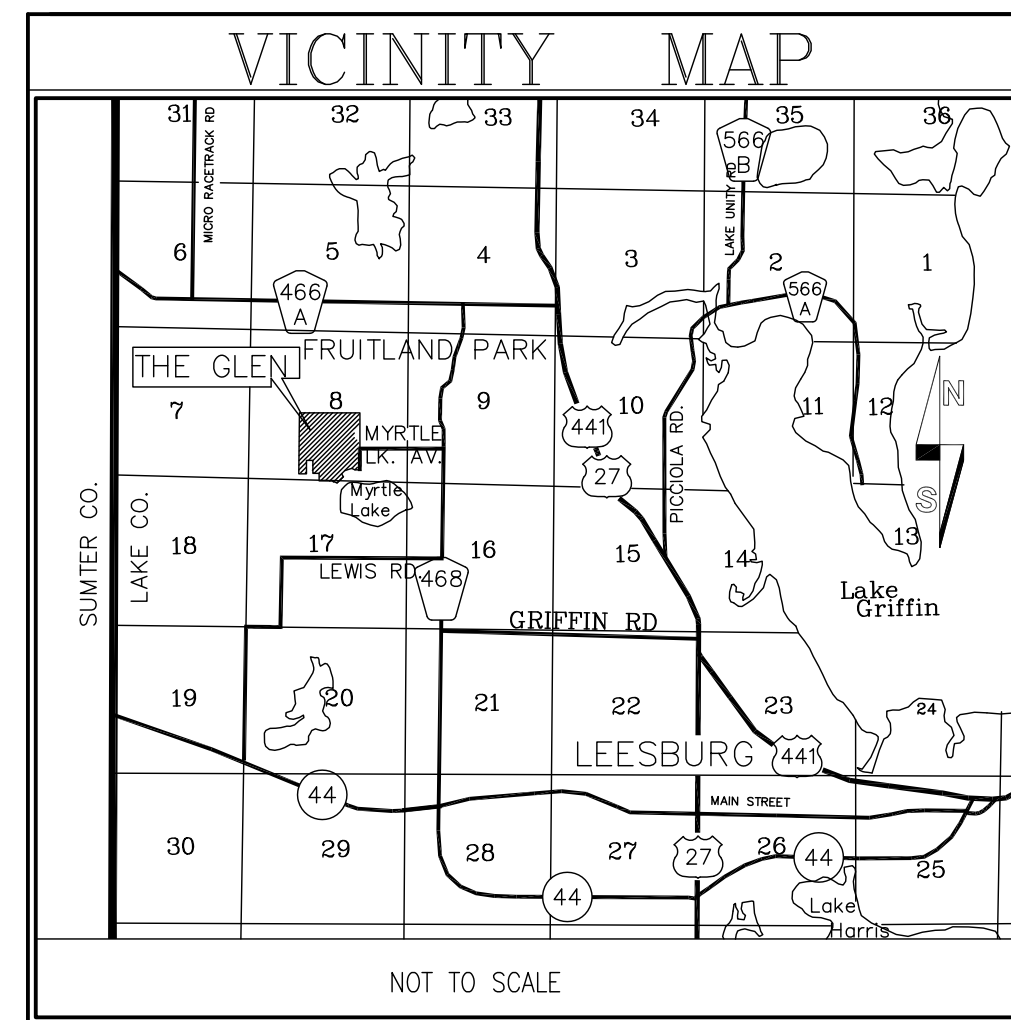 VICINITY MAP
31
32
33
34
35
36
MICRO RACETRACK RD
566
B
LAKE UNITY RD
6
5
4
3
2
1
466
A
566
A
FRUITLAND PARK
THE GLEN
7
8
9
10
11
12
N
S
441
27
MYRTLE
LK. AV.
PICCIOLA RD.
Myrtle
Lake
SUMTER CO.
LAKE CO.
18
17
16
15
14
13
LEWIS RD.
468
Lake
Griffin
GRIFFIN RD
19
20
21
22
23
24
LEESBURG
441
44
MAIN STREET
30
29
28
27
27
26
44
25
44
Lake
Harris
NOT TO SCALE